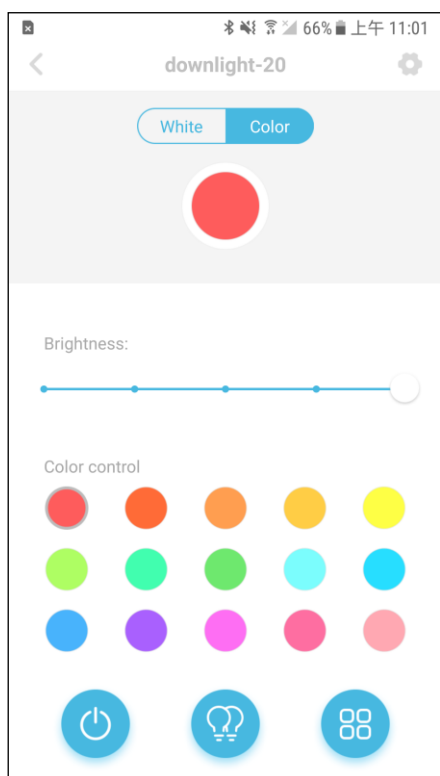 66% 上午 11:01
downlight-20
White Color
Brightness:
Color control